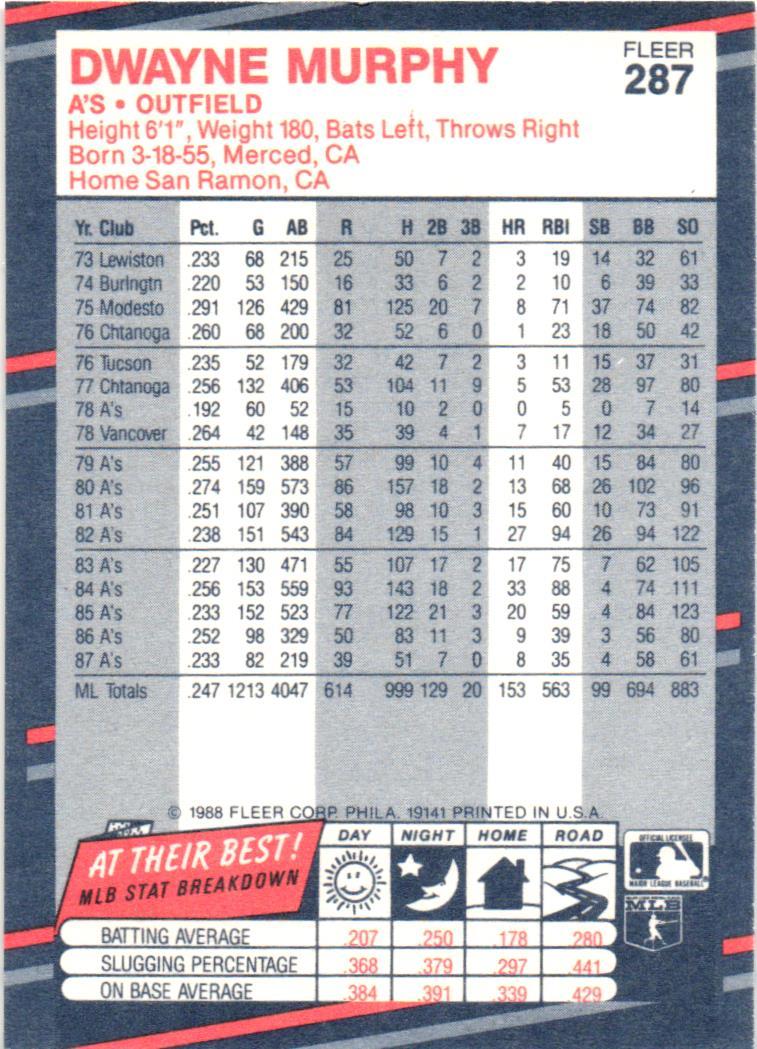 DWAYNE MURPHY
FLEER
287
A'S • OUTFIELD
Height 6'1", Weight 180, Bats Left, Throws Right
Born 3-18-55, Merced, CA
Home San Ramon, CA
Yr. Club Pct. G AB R H 2B 3B HR RBI SB BB SO
73 Lewiston .233 68 215 25 50 7 2 3 19 14 32 61
74 Burlngtn .220 53 150 16 33 6 2 2 10 6 39 33
75 Modesto .291 126 429 81 125 20 7 8 71 37 74 82
76 Chtanoga .260 68 200 32 52 6 0 1 23 18 50 42
76 Tucson .235 52 179 32 42 7 2 3 11 15 37 31
77 Chtanoga .256 132 406 53 104 11 9 5 53 28 97 80
78 A's .192 60 52 15 10 2 0 0 5 0 7 14
78 Vancover .264 42 148 35 39 4 1 7 17 12 34 27
79 A's .255 121 388 57 99 10 4 11 40 15 84 80
80 A's .274 159 573 86 157 18 2 13 68 26 102 96
81 A's .251 107 390 58 98 10 3 15 60 10 73 91
82 A's .238 151 543 84 129 15 1 27 94 26 94 122
83 A's .227 130 471 55 107 17 2 17 75 7 62 105
84 A's .256 153 559 93 143 18 2 33 88 4 74 111
85 A's .233 152 523 77 122 21 3 20 59 4 84 123
86 A's .252 98 329 50 83 11 3 9 39 3 56 80
87 A's .233 82 219 39 51 7 0 8 35 4 58 61
ML Totals .247 1213 4047 614 999 129 20 153 563 99 694 883
© 1988 FLEER CORP. PHILA. 19141 PRINTED IN U.S.A.
AT THEIR BEST!
MLB STAT BREAKDOWN
DAY NIGHT HOME ROAD
OFFICIAL LICENSEE
MAJOR LEAGUE BASEBALL
MLB
BATTING AVERAGE .207 .250 .178 .280
SLUGGING PERCENTAGE .368 .379 .297 .441
ON BASE AVERAGE .384 .391 .339 .429